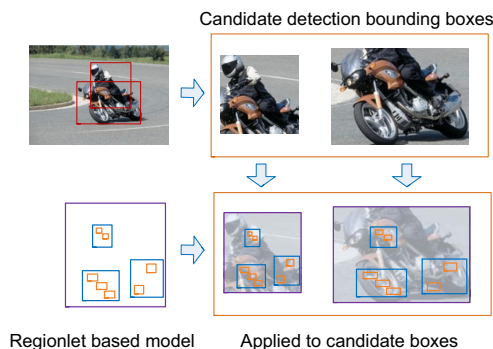 Candidate detection bounding boxes
Regionlet based model
Applied to candidate boxes